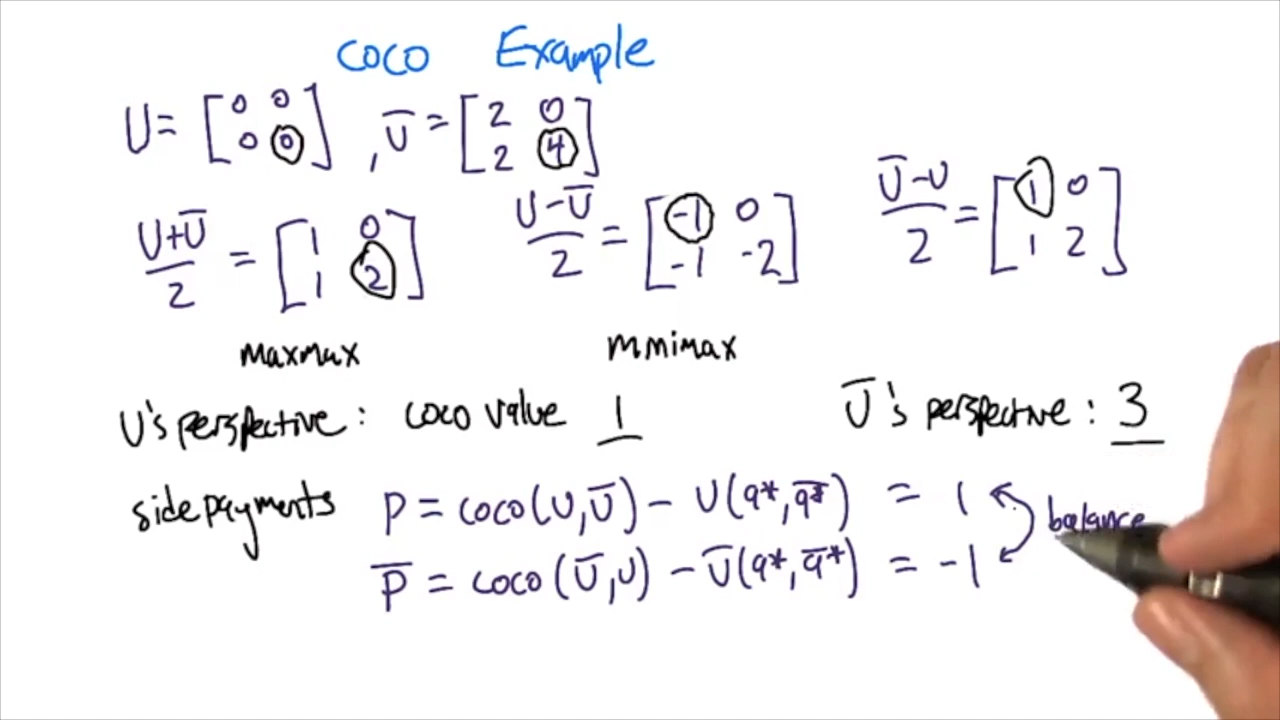 coco Example
U = [0 0 0 0], Ū = [2 0 2 4]
(U+Ū)/2 = [1 0 1 2] (U-Ū)/2 = [-1 0 -1 -2] (Ū-U)/2 = [1 0 1 2]
maxmax mnimax
U's perspective: coco value 1 Ū's perspective: 3
side payments P = coco(U,Ū) - U(a*,ā*) = 1
balance
P̄ = coco(Ū,U) - Ū(a*,ā*) = -1